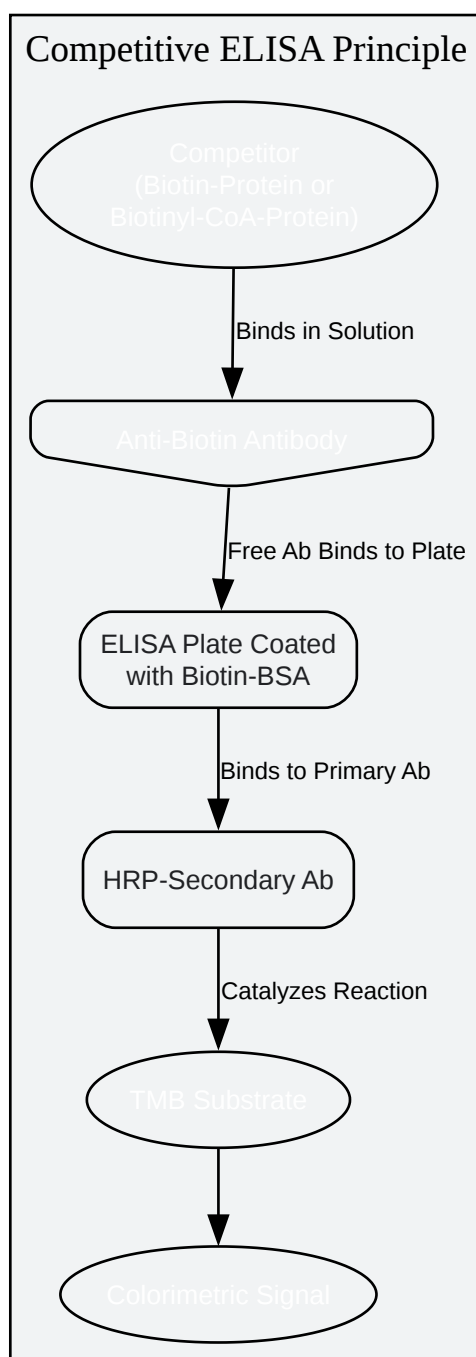 Competitive ELISA Principle
Competitor
(Biotin-Protein or
Biotinyl-CoA-Protein)
Binds in Solution
Anti-Biotin Antibody
Free Ab Binds to Plate
ELISA Plate Coated
with Biotin-BSA
Binds to Primary Ab
HRP-Secondary Ab
Catalyzes Reaction
TMB Substrate
Colorimetric Signal